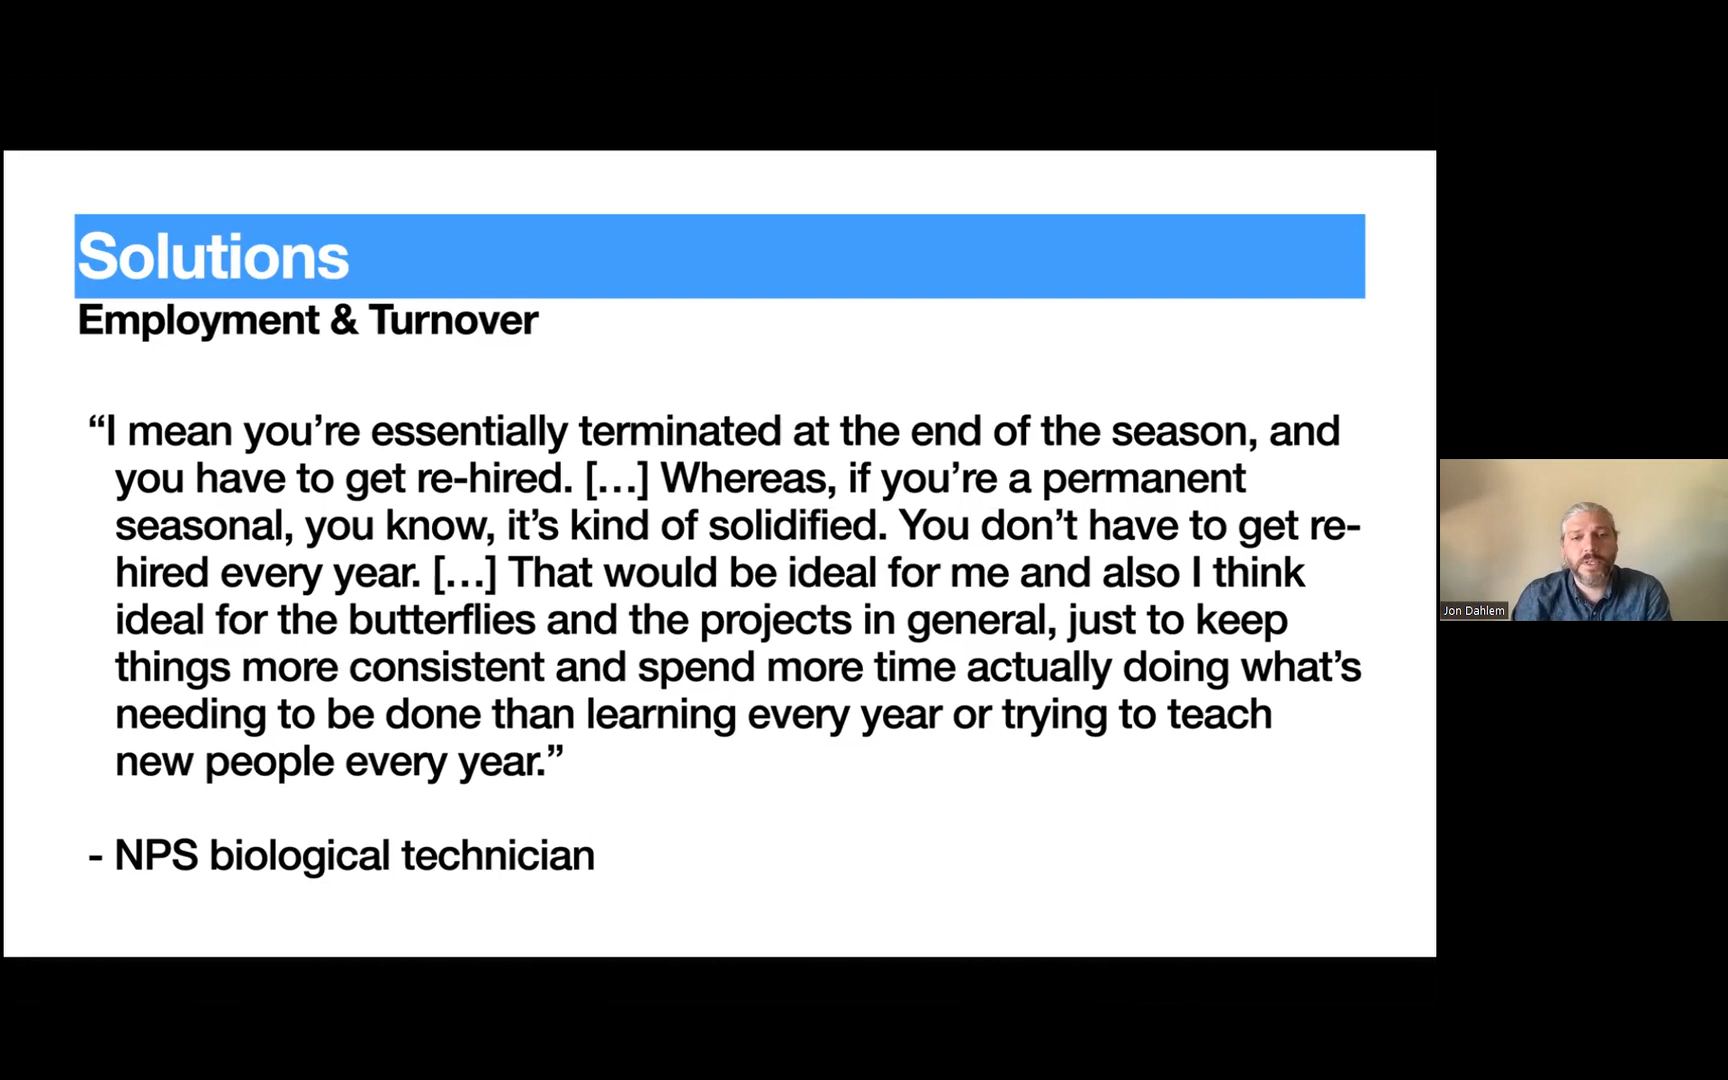 Solutions
Employment & Turnover
“I mean you’re essentially terminated at the end of the season, and
you have to get re-hired. […] Whereas, if you’re a permanent
seasonal, you know, it’s kind of solidified. You don’t have to get re-
hired every year. […] That would be ideal for me and also I think
ideal for the butterflies and the projects in general, just to keep
things more consistent and spend more time actually doing what’s
needing to be done than learning every year or trying to teach
new people every year.”
- NPS biological technician
Jon Dahlem